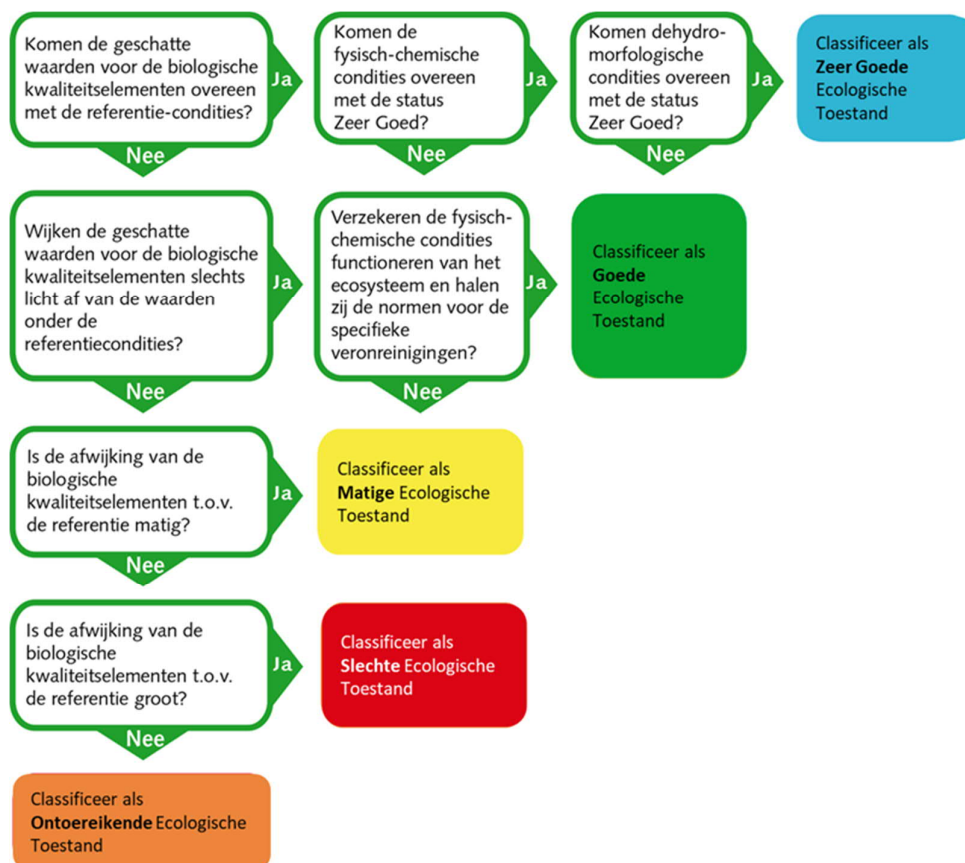 Komen de geschatte
waarden voor de biologische
kwaliteitselementen overeen
met de referentie-condities?
Ja
Nee
Komen de
fysisch-chemische
condities overeen
met de status
Zeer Goed?
Ja
Nee
Komen dehydro-
morfologische
condities overeen
met de status
Zeer Goed?
Ja
Nee
Classificeer als
Zeer Goede
Ecologische
Toestand
Wijken de geschatte
waarden voor de biologische
kwaliteitselementen slechts
licht af van de waarden
onder de
referentiecondities?
Ja
Nee
Verzekeren de fysisch-
chemische condities
functioneren van het
ecosysteem en halen
zij de normen voor de
specifieke
veronreinigingen?
Ja
Nee
Classificeer als
Goede
Ecologische
Toestand
Is de afwijking van de
biologische
kwaliteitselementen t.o.v.
de referentie matig?
Ja
Nee
Classificeer als
Matige Ecologische
Toestand
Is de afwijking van de
biologische
kwaliteitselementen t.o.v.
de referentie groot?
Ja
Nee
Classificeer als
Slechte Ecologische
Toestand
Classificeer als
Ontoereikende Ecologische
Toestand